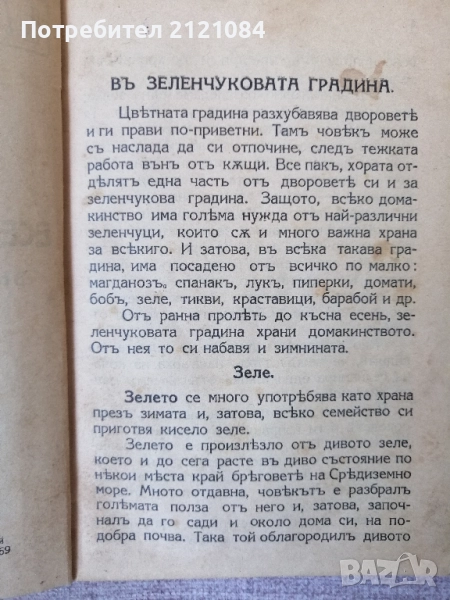 Потребител 2121084
ВЪ ЗЕЛЕНЧУКОВАТА ГРАДИНА.
Цвѣтната градина разхубавява двороветѣ
и ги прави по-приветни. Тамъ човѣкъ може
съ наслада да си отпочине, следъ тежката
работа вънъ отъ кѫщи. Все пакъ, хората от-
дѣлятъ една часть отъ дворовetѣ си и за
зеленчукова градина. Защото, всѣко дома-
кинство има голѣма нужда отъ най-различни
зеленчуци, които сѫ и много важна храна
за всѣкиго. И затова, въ всѣка такава гра-
дина, има посадено отъ всичко по малко:
магданозъ, спанакъ, лукъ, пиперки, домати,
бобъ, зеле, тикви, краставици, барабой и др.
Отъ ранна пролѣть до късна есень, зе-
ленчуковата градина храни домакинството.
Отъ нея то си набавя и зимнината.
Зеле.
Зелето се много употрѣбява като храна
презъ зимата и, затова, всѣко семейство си
приготвя кисело зеле.
Зелето е произлѣзло отъ дивото зеле,
което и до сега расте въ диво състояние по
нѣкои мѣста край брѣговетѣ на Срѣдиземно
море. Много отдавна, човѣкътъ е разбралъ
голѣмата полза отъ него и, затова, започ-
налъ да го сади и около дома си, на по-
добра почва. Така той облагородилъ дивото
69
BAZAR